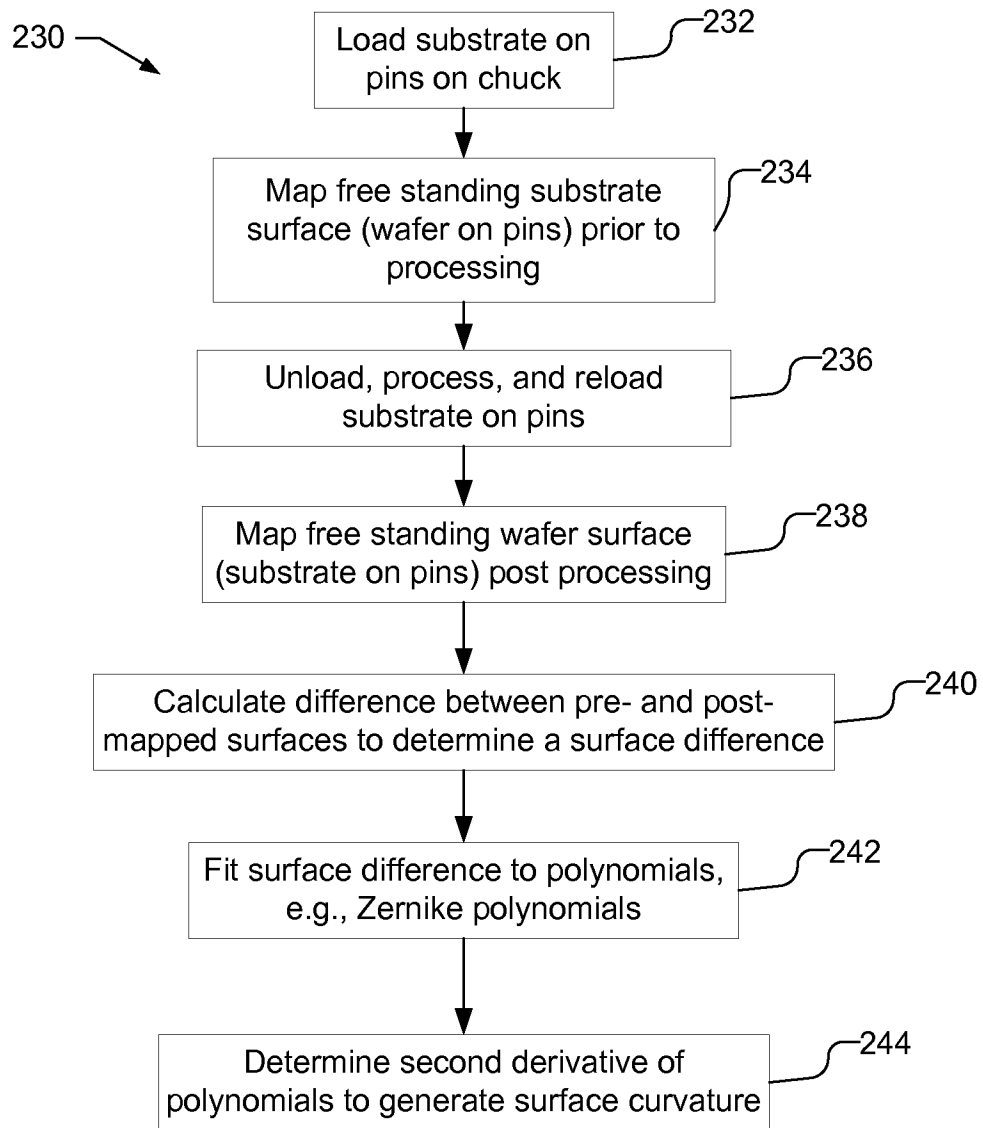 230
232
Load substrate on
pins on chuck
234
Map free standing substrate
surface (wafer on pins) prior to
processing
236
Unload, process, and reload
substrate on pins
238
Map free standing wafer surface
(substrate on pins) post processing
240
Calculate difference between pre- and post-
mapped surfaces to determine a surface difference
242
Fit surface difference to polynomials,
e.g., Zernike polynomials
244
Determine second derivative of
polynomials to generate surface curvature